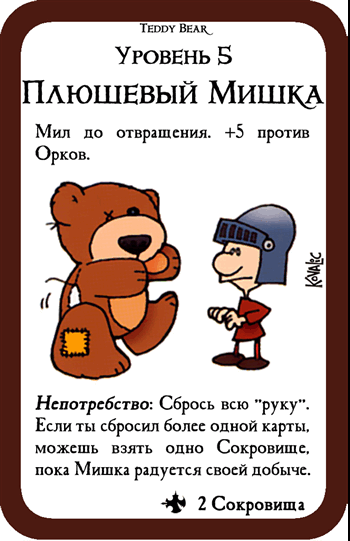 Teddy Bear
Уровень 5
Плюшевый Мишка
Мил до отвращения. +5 против
Орков.
Kovalic
Непотребство: Сбрось всю "руку".
Если ты сбросил более одной карты,
можешь взять одно Сокровище,
пока Мишка радуется своей добыче.
2 Сокровища